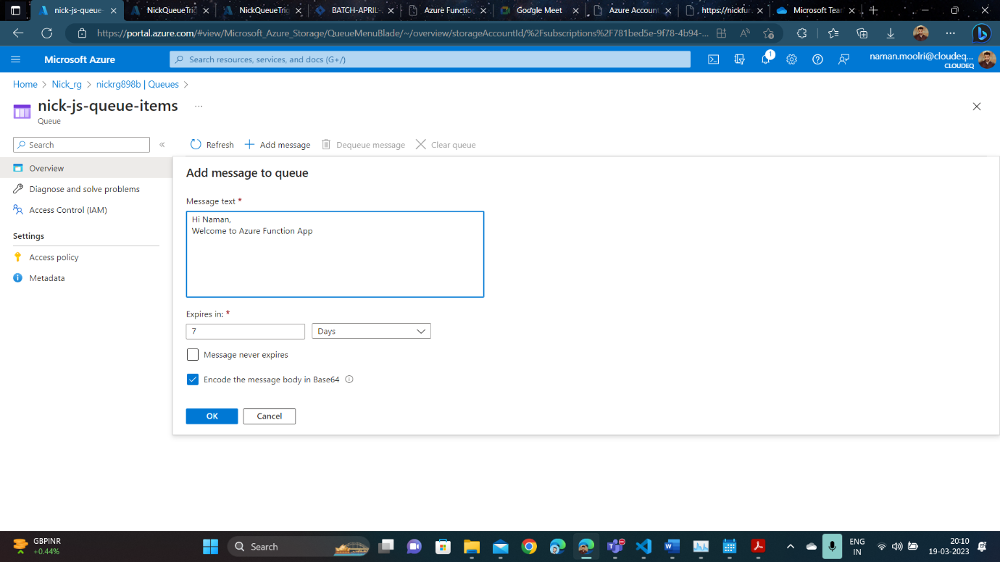 nick-js-queue
NickQueueTrig
NickQueueTrig
BATCH-APRIL-
Azure Functio
Google Meet
Azure Account
https://nickfur
Microsoft Tear
https://portal.azure.com/#view/Microsoft_Azure_Storage/QueueMenuBlade/~/overview/storageAccountId/%2Fsubscriptions%2F781bed5e-9f78-4b94-...
Microsoft Azure
Search resources, services, and docs (G+/)
1
naman.moolri@cloudeq...
CLOUDEQ
Home > Nick_rg > nickrg898b | Queues >
nick-js-queue-items ...
Queue
Search
«
Refresh
Add message
Dequeue message
Clear queue
Overview
Diagnose and solve problems
Access Control (IAM)
Settings
Access policy
Metadata
Add message to queue
Message text *
Hi Naman,
Welcome to Azure Function App
Expires in: *
7
Days
Message never expires
Encode the message body in Base64
OK
Cancel
GBPINR
+0.44%
Search
ENG
IN
20:10
19-03-2023